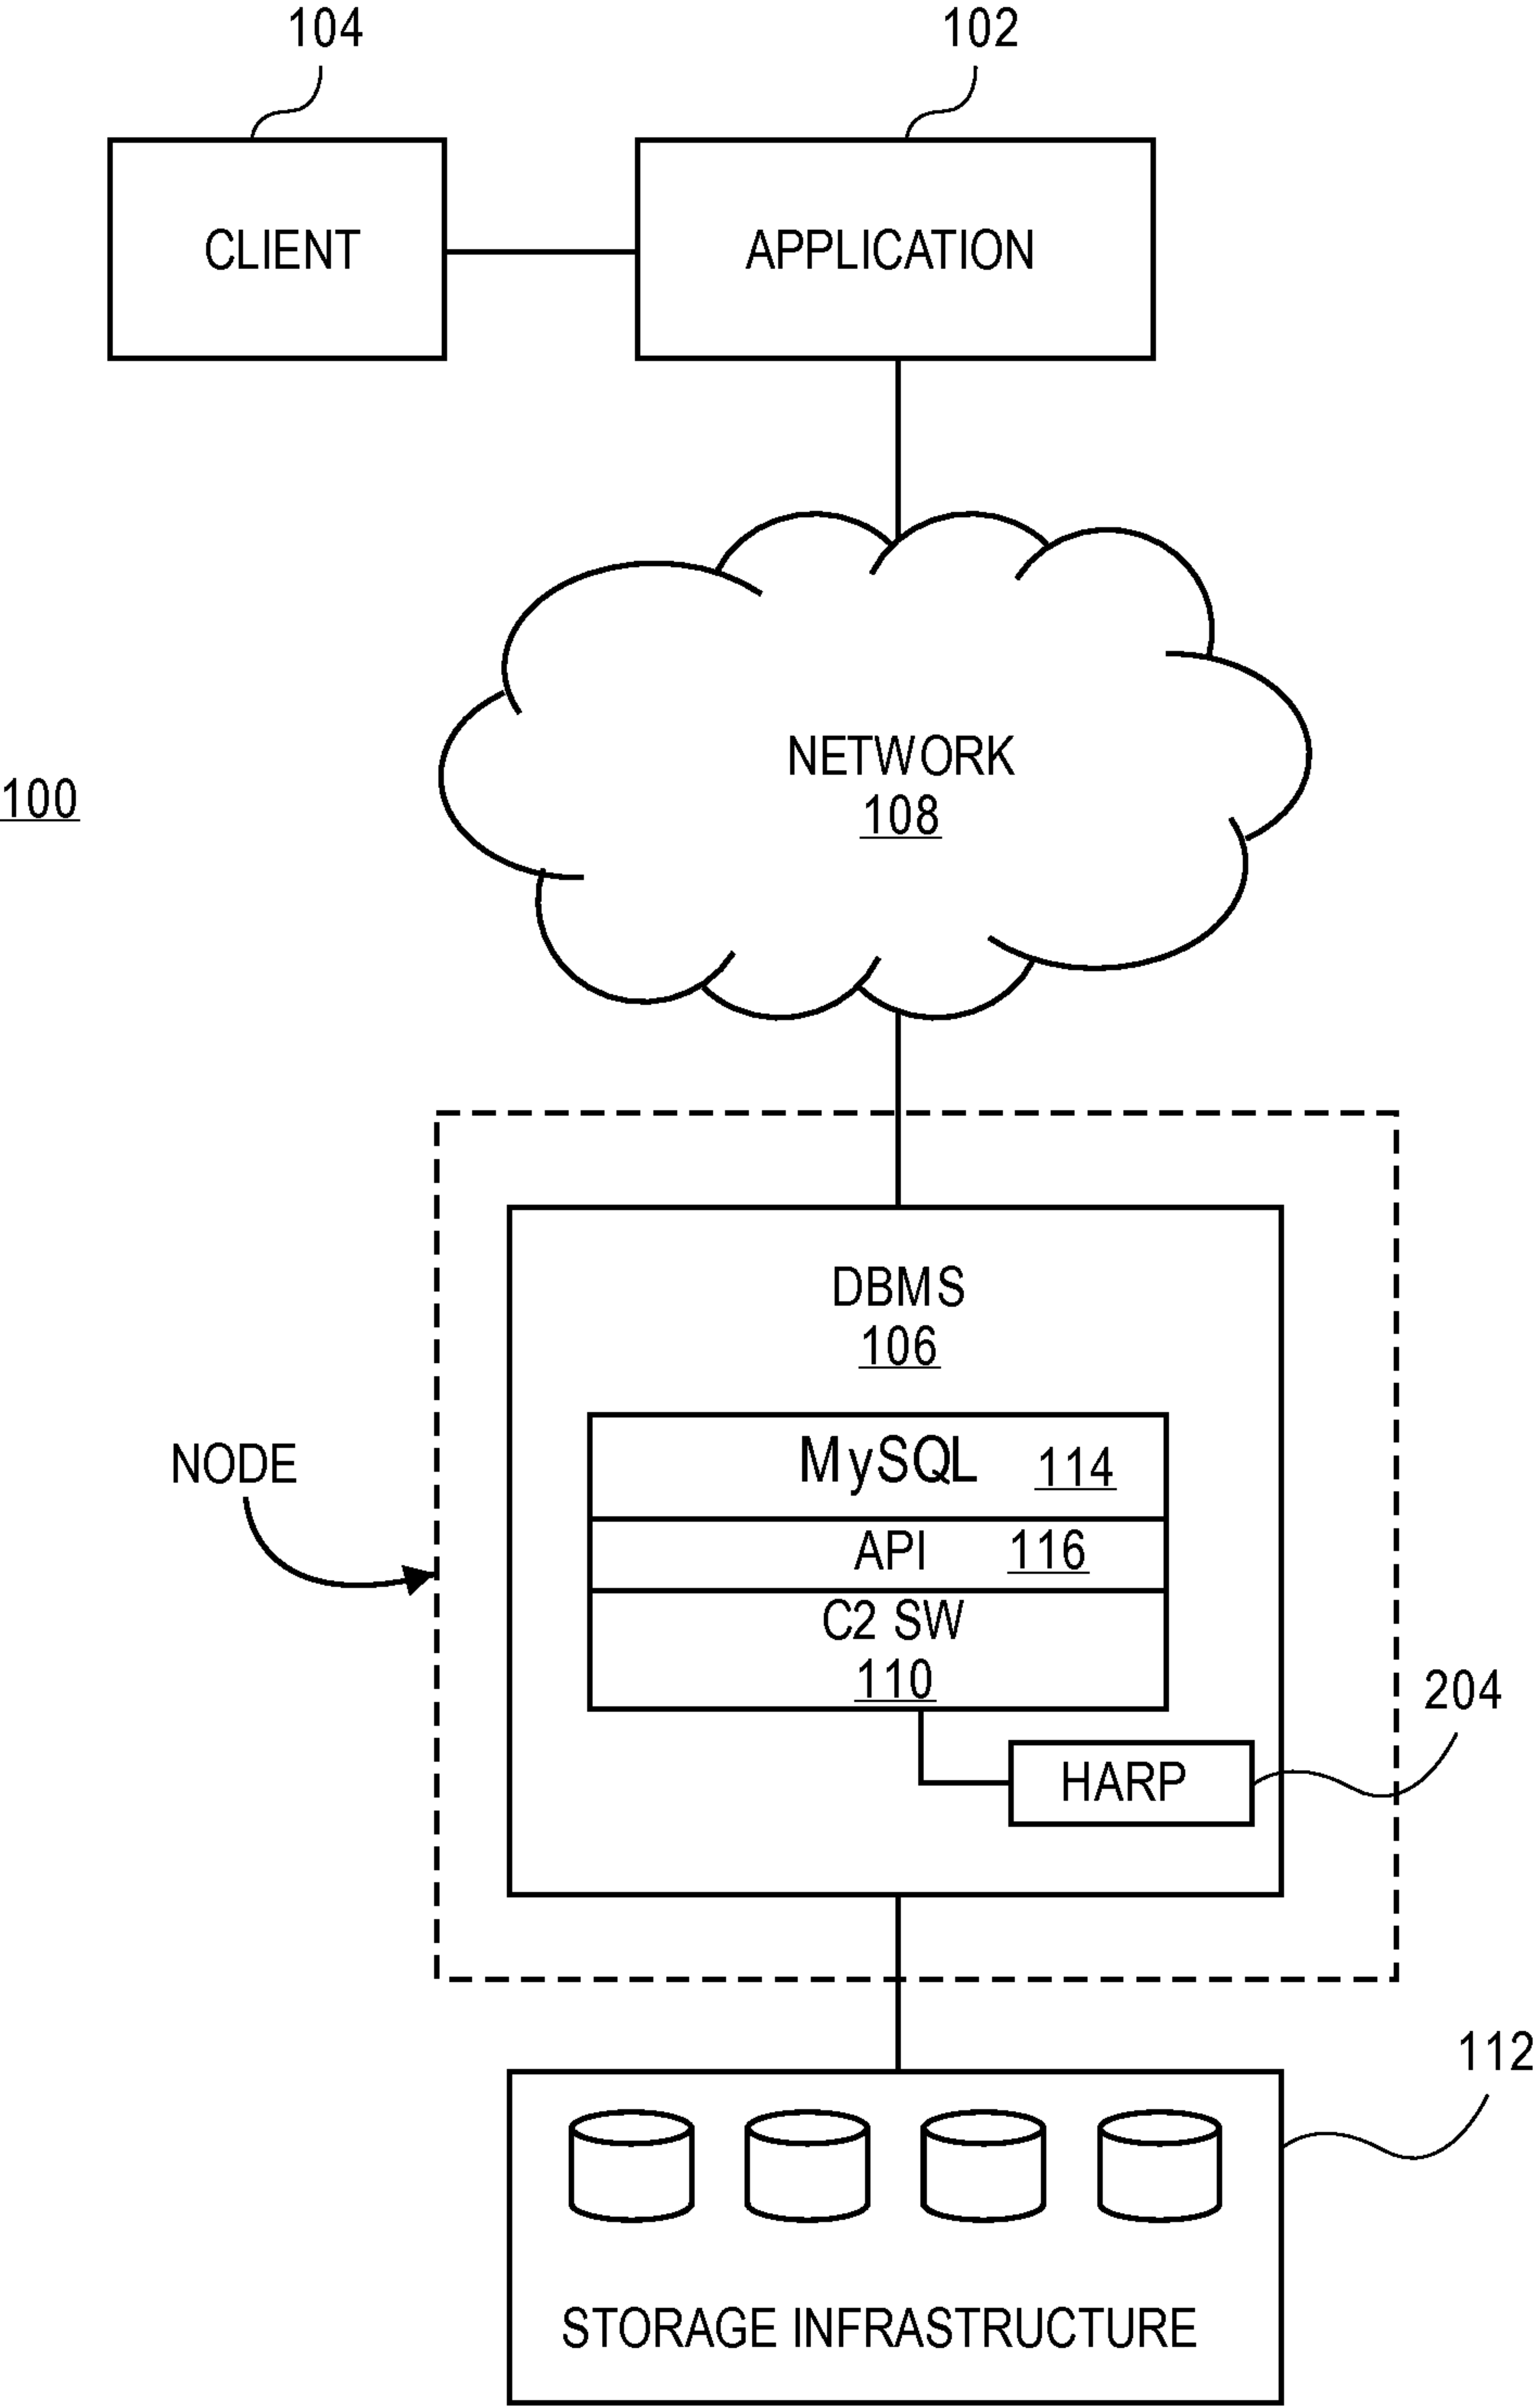 104
102
CLIENT
APPLICATION
NETWORK
108
100
DBMS
106
MySQL 114
NODE
API 116
C2 SW
110
204
HARP
112
STORAGE INFRASTRUCTURE